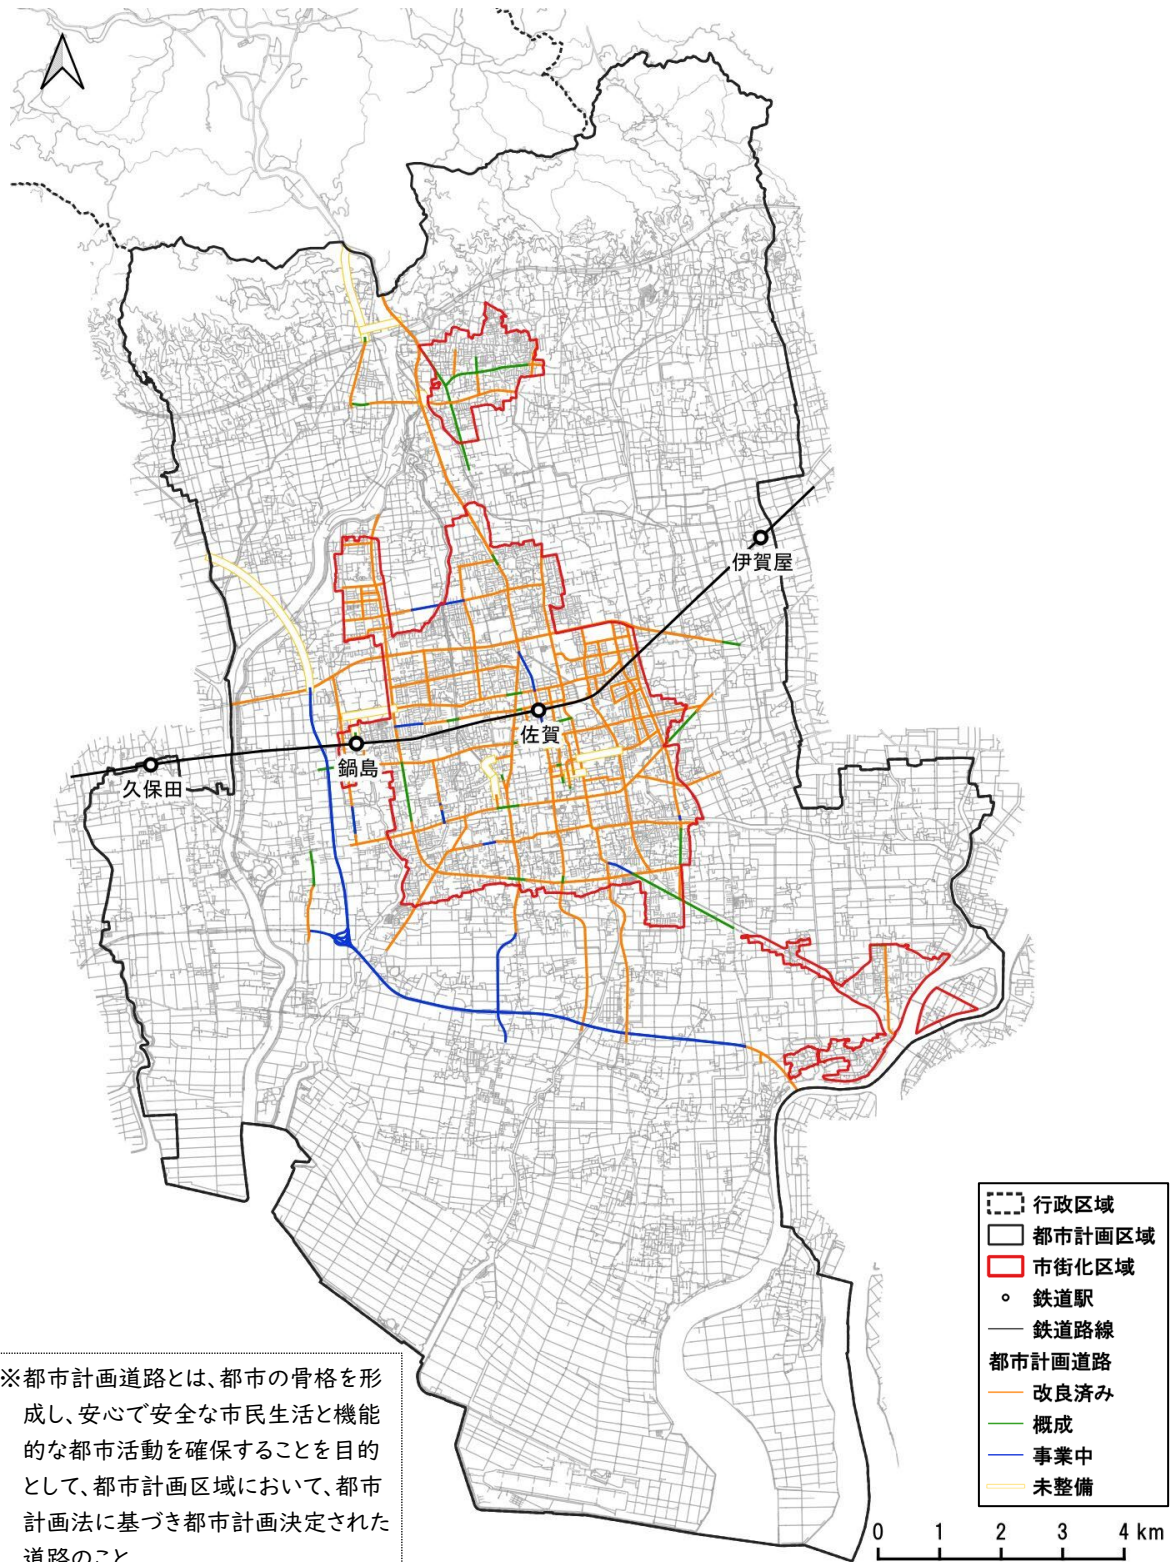 伊賀屋
佐賀
鍋島
久保田
行政区域
都市計画区域
市街化区域
鉄道駅
鉄道路線
都市計画道路
改良済み
概成
事業中
未整備
※都市計画道路とは、都市の骨格を形
成し、安心で安全な市民生活と機能
的な都市活動を確保することを目的
として、都市計画区域において、都市
計画法に基づき都市計画決定された
道路のこと
0 1 2 3 4 km